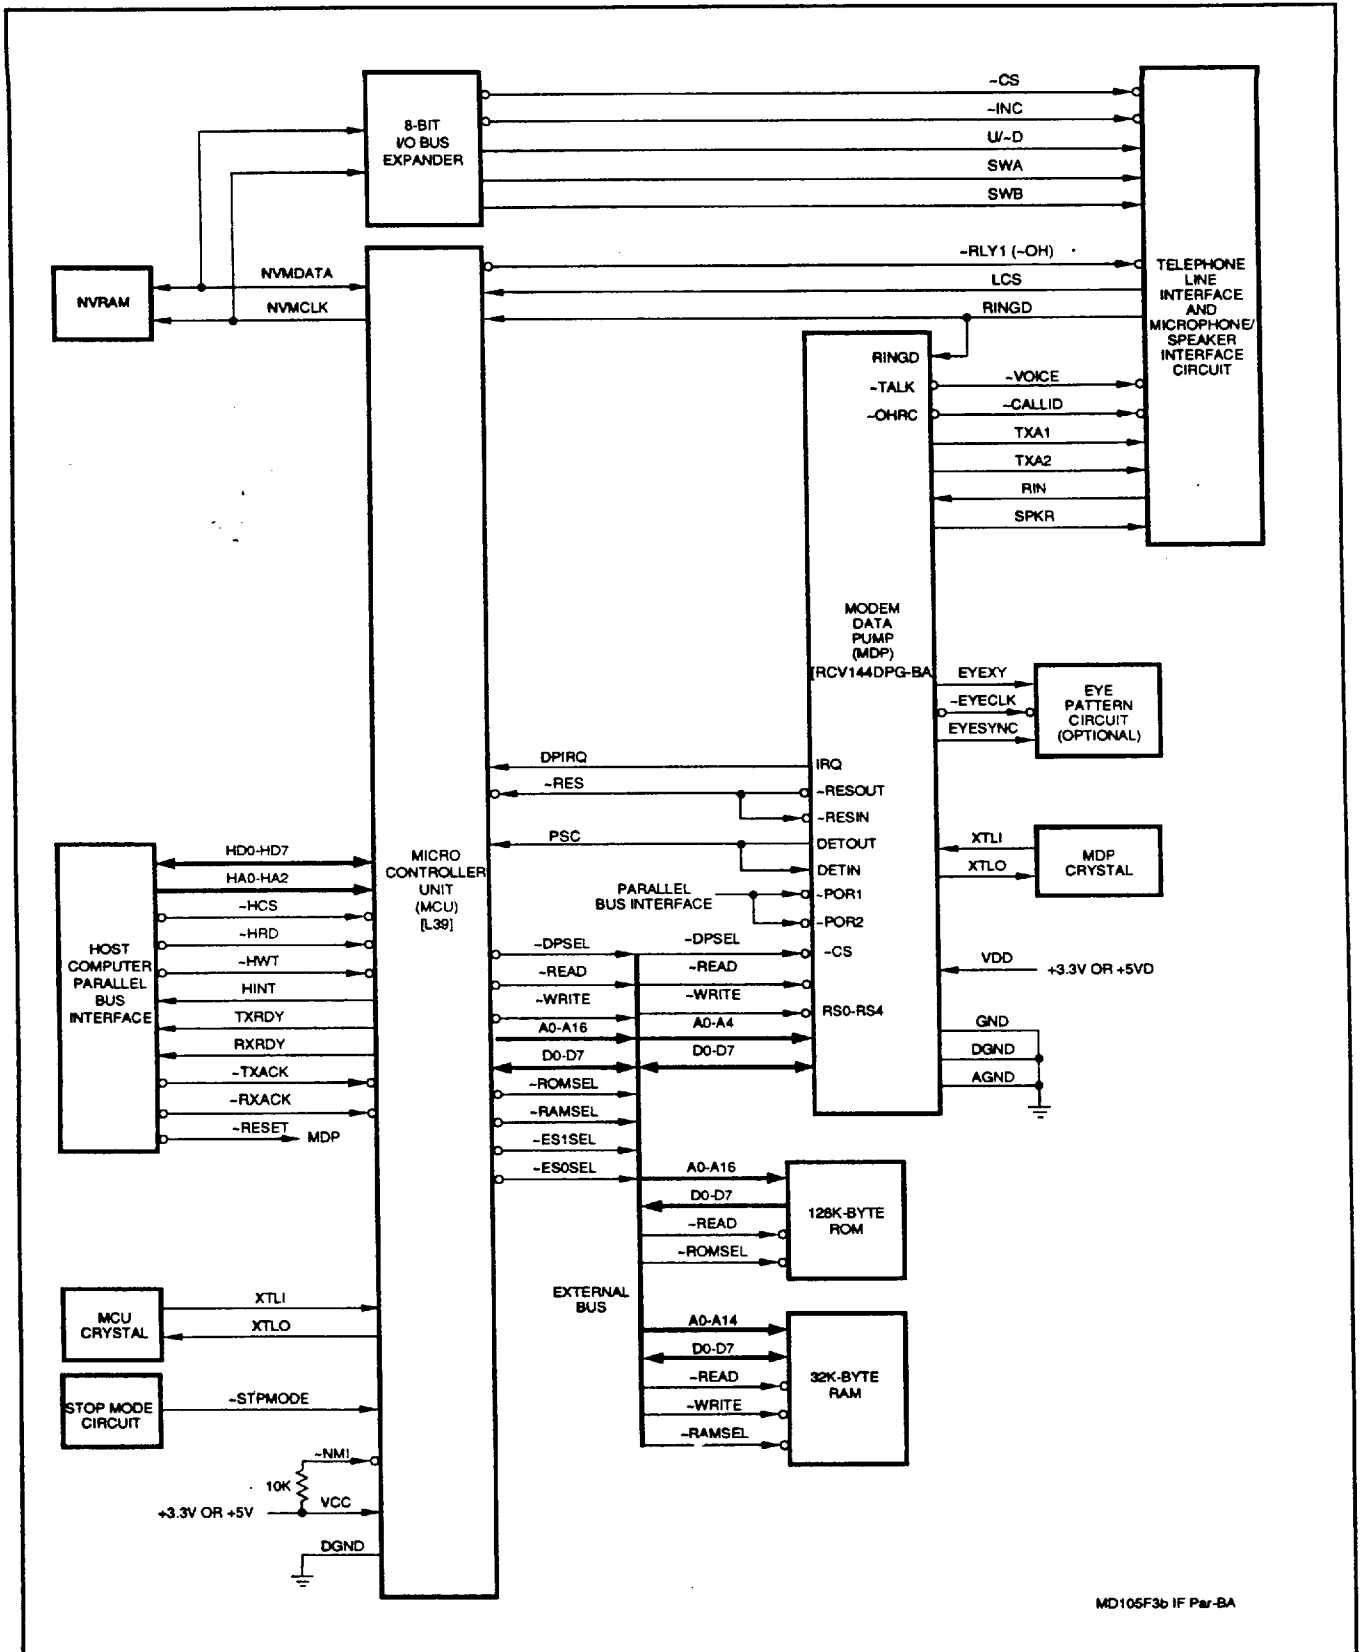 8-BIT
I/O BUS
EXPANDER
~CS
~INC
U/~D
SWA
SWB
NVRAM
NVMDATA
NVMCLK
~RLY1 (~OH)
LCS
RINGD
TELEPHONE
LINE
INTERFACE
AND
MICROPHONE/
SPEAKER
INTERFACE
CIRCUIT
RINGD
~TALK
~OHRC
~VOICE
~CALLID
TXA1
TXA2
RIN
SPKR
MODEM
DATA
PUMP
(MDP)
[RCV144DPG-BA
EYEXY
~EYECLK
EYESYNC
EYE
PATTERN
CIRCUIT
(OPTIONAL)
DPIRQ
~RES
PSC
IRQ
~RESOUT
~RESIN
DETOUT
DETIN
PARALLEL
BUS INTERFACE
~POR1
~POR2
~CS
RS0-RS4
XTLI
XTLO
MDP
CRYSTAL
VDD
+3.3V OR +5VD
GND
DGND
AGND
HOST
COMPUTER
PARALLEL
BUS
INTERFACE
HD0-HD7
HA0-HA2
~HCS
~HRD
~HWT
HINT
TXRDY
RXRDY
~TXACK
~RXACK
~RESET
MDP
MICRO
CONTROLLER
UNIT
(MCU)
[L39]
~DPSEL
~READ
~WRITE
A0-A16
D0-D7
~ROMSEL
~RAMSEL
~ES1SEL
~ES0SEL
~DPSEL
~READ
~WRITE
A0-A4
D0-D7
A0-A16
D0-D7
~READ
~ROMSEL
128K-BYTE
ROM
EXTERNAL
BUS
A0-A14
D0-D7
~READ
~WRITE
~RAMSEL
32K-BYTE
RAM
MCU
CRYSTAL
XTLI
XTLO
STOP MODE
CIRCUIT
~STPMODE
~NMI
10K
+3.3V OR +5V
VCC
DGND
MD105F3b IF Par-BA